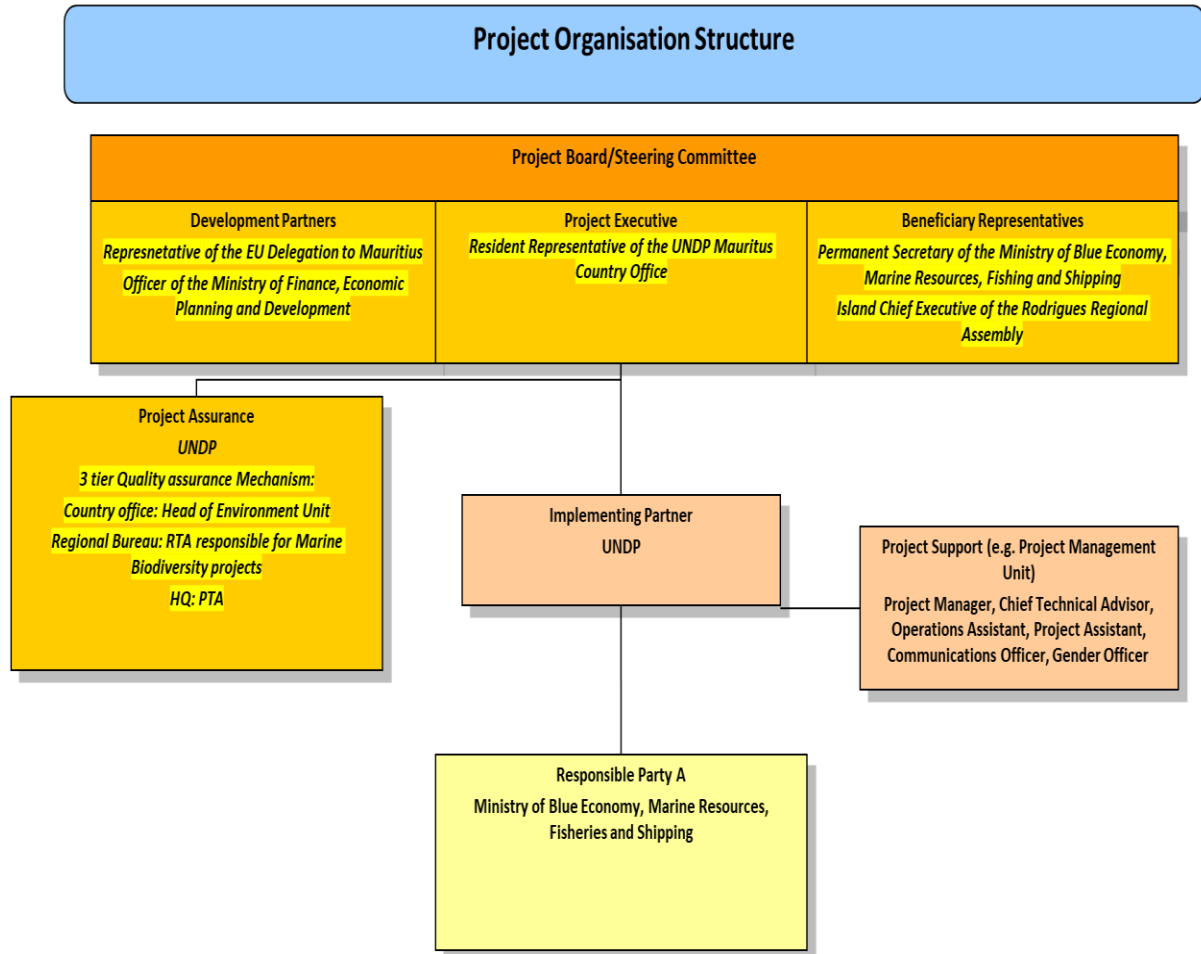 Project Organisation Structure
Project Board/Steering Committee
Development Partners
Represnetative of the EU Delegation to Mauritius
Officer of the Ministry of Finance, Economic
Planning and Development
Project Executive
Resident Representative of the UNDP Mauritus
Country Office
Beneficiary Representatives
Permanent Secretary of the Ministry of Blue Economy,
Marine Resources, Fishing and Shipping
Island Chief Executive of the Rodrigues Regional
Assembly
Project Assurance
UNDP
3 tier Quality assurance Mechanism:
Country office: Head of Environment Unit
Regional Bureau: RTA responsible for Marine
Biodiversity projects
HQ: PTA
Implementing Partner
UNDP
Project Support (e.g. Project Management
Unit)
Project Manager, Chief Technical Advisor,
Operations Assistant, Project Assistant,
Communications Officer, Gender Officer
Responsible Party A
Ministry of Blue Economy, Marine Resources,
Fisheries and Shipping